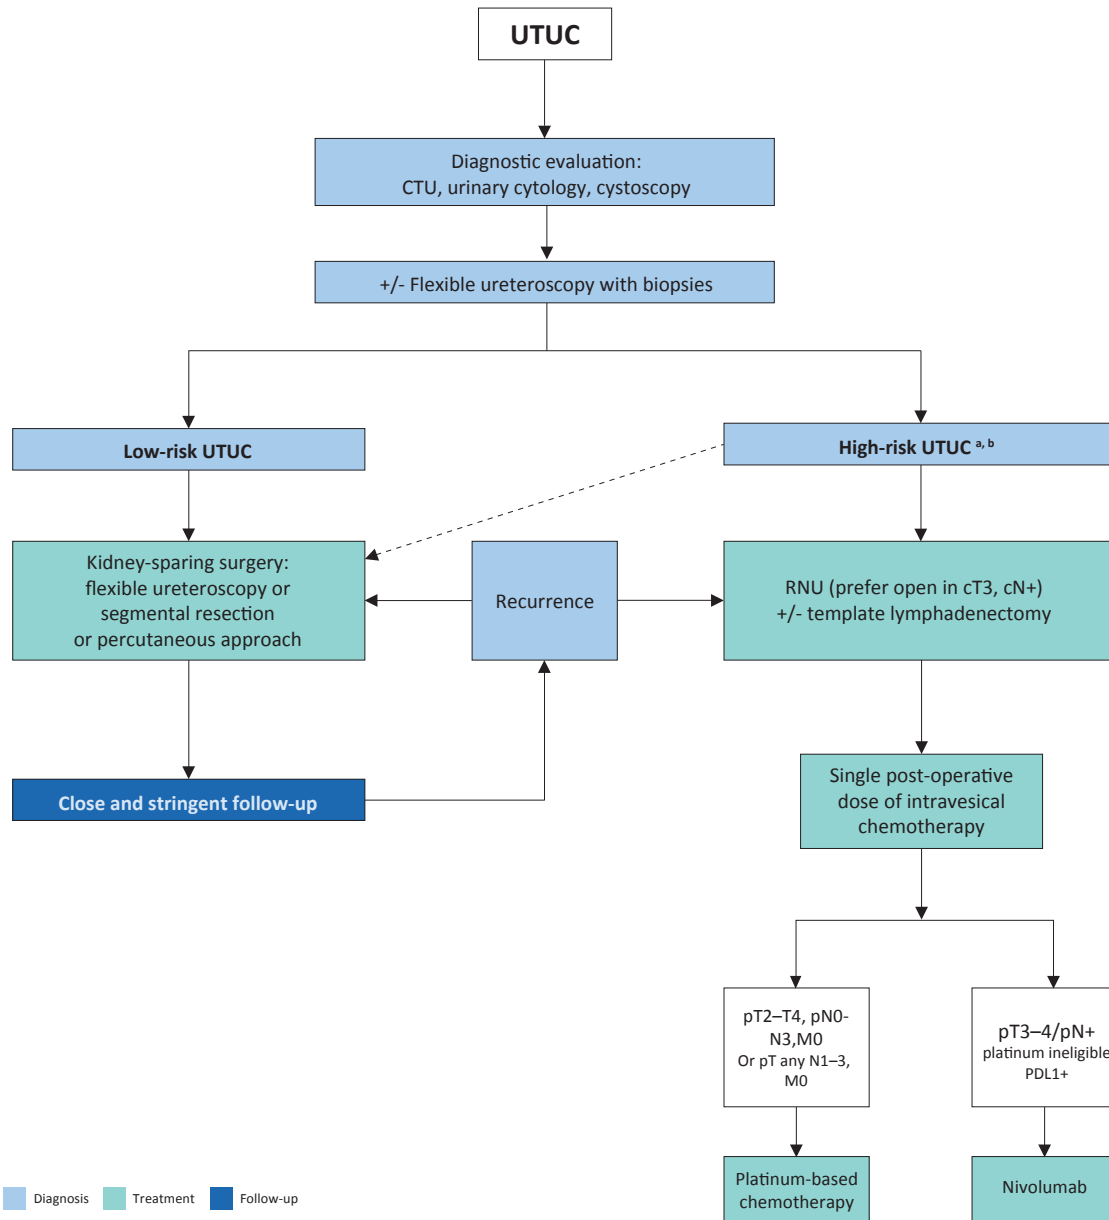 UTUC
Diagnostic evaluation:
CTU, urinary cytology, cystoscopy
+/- Flexible ureteroscopy with biopsies
Low-risk UTUC
High-risk UTUC a, b
Kidney-sparing surgery:
flexible ureteroscopy or
segmental resection
or percutaneous approach
Recurrence
RNU (prefer open in cT3, cN+)
+/- template lymphadenectomy
Close and stringent follow-up
Single post-operative
dose of intravesical
chemotherapy
pT2–T4, pN0-
N3,M0
Or pT any N1–3,
M0
pT3–4/pN+
platinum ineligible
PDL1+
Platinum-based
chemotherapy
Nivolumab
Diagnosis
Treatment
Follow-up